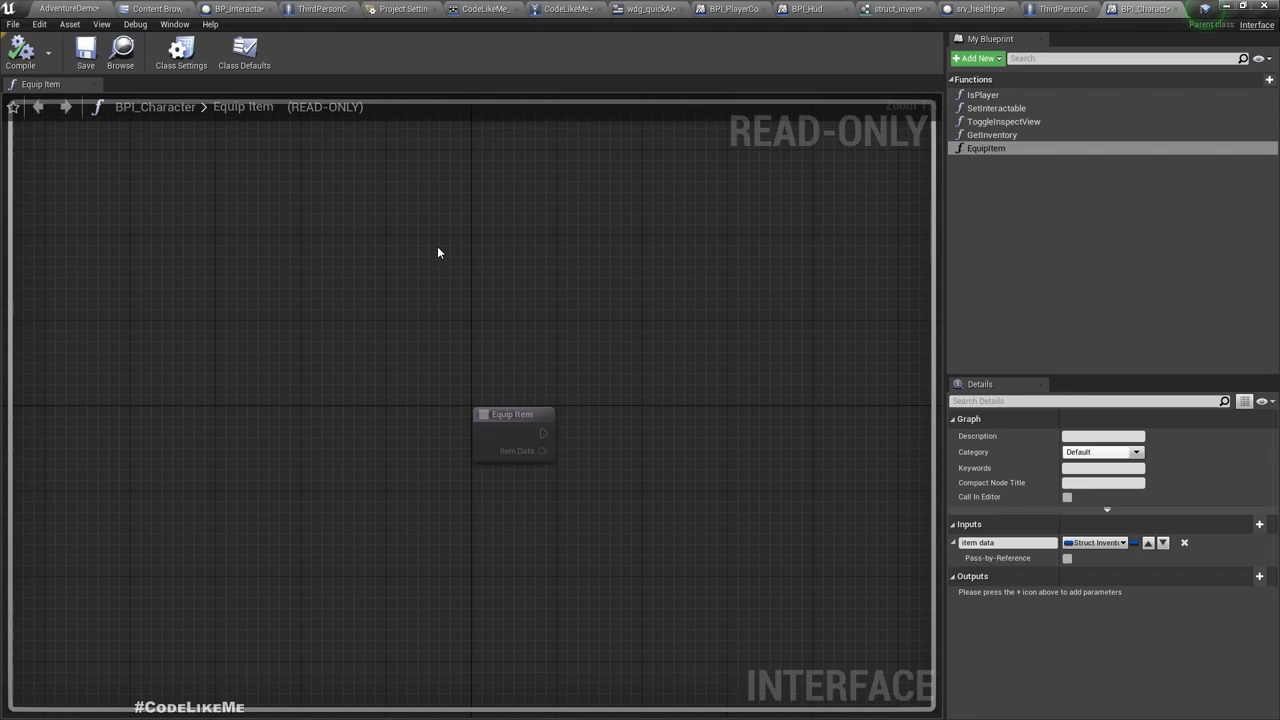 AdventureDemo• Content Brow BP_Interacta• ThirdPersonC Project Settin CodeLikeMe_ CodeLikeMe• wdg_quickAc BPI_PlayerCo BPI_Hud struct_inven• srv_healthpa• ThirdPersonC BPI_Charact•
File Edit Asset View Debug Window Help
Parent class: Interface
Compile Save Browse Class Settings Class Defaults
Equip Item
BPI_Character > Equip Item (READ-ONLY)
READ-ONLY
Equip Item
Item Data
INTERFACE
#CodeLikeMe
My Blueprint
Add New Search
Functions
IsPlayer
SetInteractable
ToggleInspectView
GetInventory
EquipItem
Details
Search Details
Graph
Description
Category Default
Keywords
Compact Node Title
Call In Editor
Inputs
item data Struct Invento
Pass-by-Reference
Outputs
Please press the + icon above to add parameters